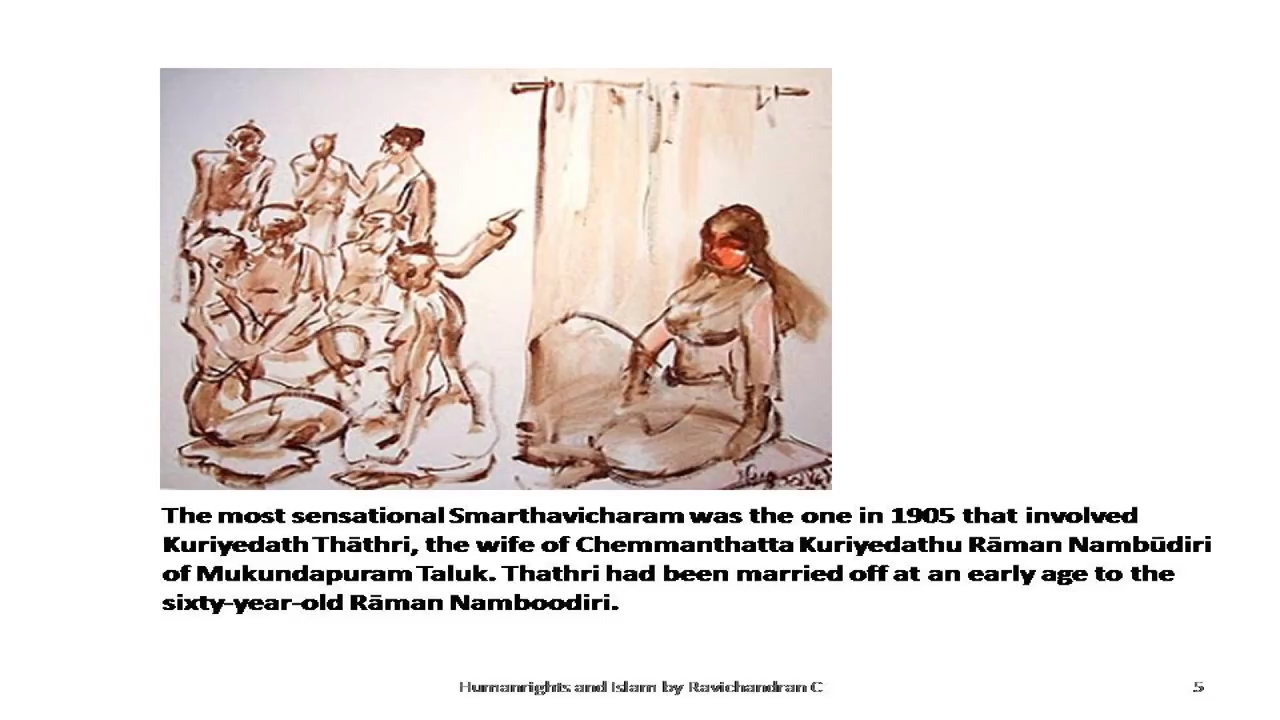 The most sensational Smarthavicharam was the one in 1905 that involved
Kuriyedath Thāthri, the wife of Chemmanthatta Kuriyedathu Rāman Nambūdiri
of Mukundapuram Taluk. Thathri had been married off at an early age to the
sixty-year-old Rāman Namboodiri.
Humanrights and Islam by Ravichandran C
5